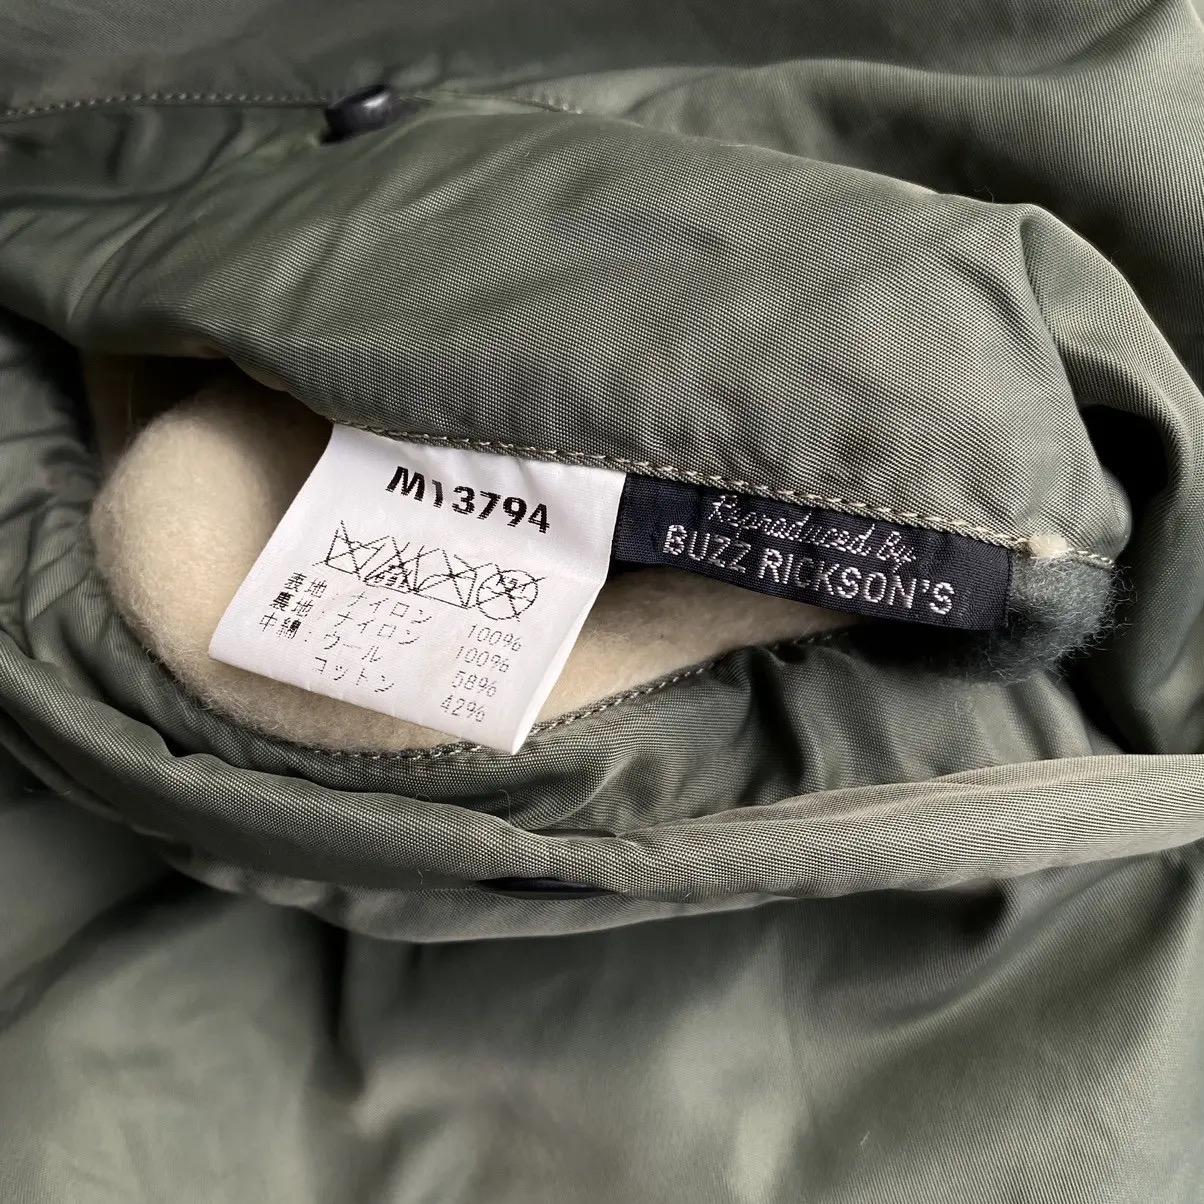 M13794
表地:ナイロン 100%
裏地:ナイロン 100%
中綿:ウール 58%
コットン 42%
Reproduced by
BUZZ RICKSON'S